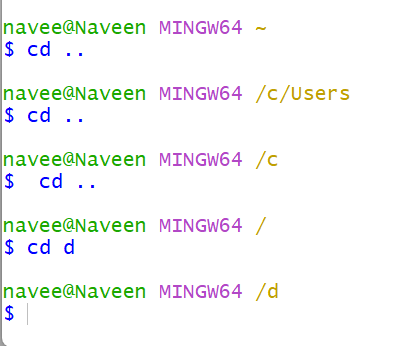 navee@Naveen MINGW64 ~
$ cd ..
navee@Naveen MINGW64 /c/Users
$ cd ..
navee@Naveen MINGW64 /c
$  cd ..
navee@Naveen MINGW64 /
$ cd d
navee@Naveen MINGW64 /d
$